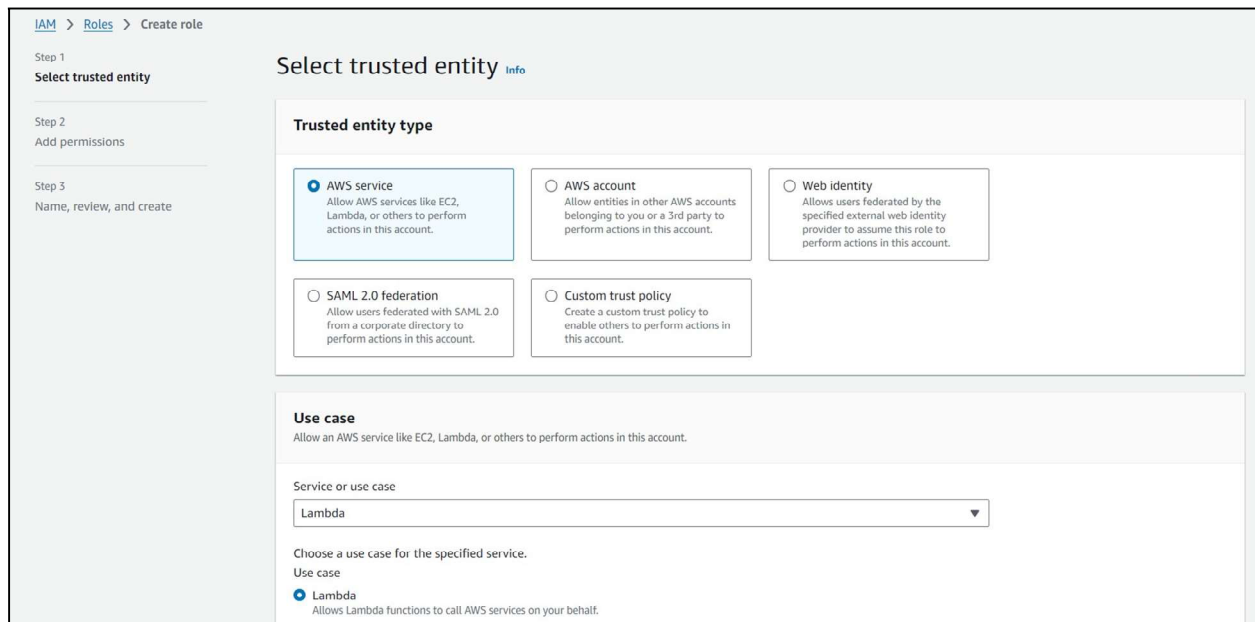 IAM > Roles > Create role
Step 1
Select trusted entity
Step 2
Add permissions
Step 3
Name, review, and create
Select trusted entity Info
Trusted entity type
AWS service
Allow AWS services like EC2,
Lambda, or others to perform
actions in this account.
AWS account
Allow entities in other AWS accounts
belonging to you or a 3rd party to
perform actions in this account.
Web identity
Allows users federated by the
specified external web identity
provider to assume this role to
perform actions in this account.
SAML 2.0 federation
Allow users federated with SAML 2.0
from a corporate directory to
perform actions in this account.
Custom trust policy
Create a custom trust policy to
enable others to perform actions in
this account.
Use case
Allow an AWS service like EC2, Lambda, or others to perform actions in this account.
Service or use case
Lambda
Choose a use case for the specified service.
Use case
Lambda
Allows Lambda functions to call AWS services on your behalf.